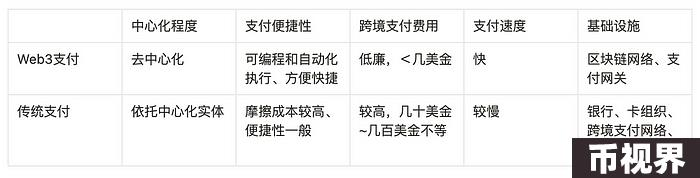 中心化程度
支付便捷性
跨境支付费用
支付速度
基础设施
Web3支付
去中心化
可编程和自动化
执行、方便快捷
低廉，＜几美金
快
区块链网络、支
付网关
传统支付
依托中心化实体
摩擦成本较高、
便捷性一般
较高，几十美金
~几百美金不等
较慢
银行、卡组织、
跨境支付网络、
币视界